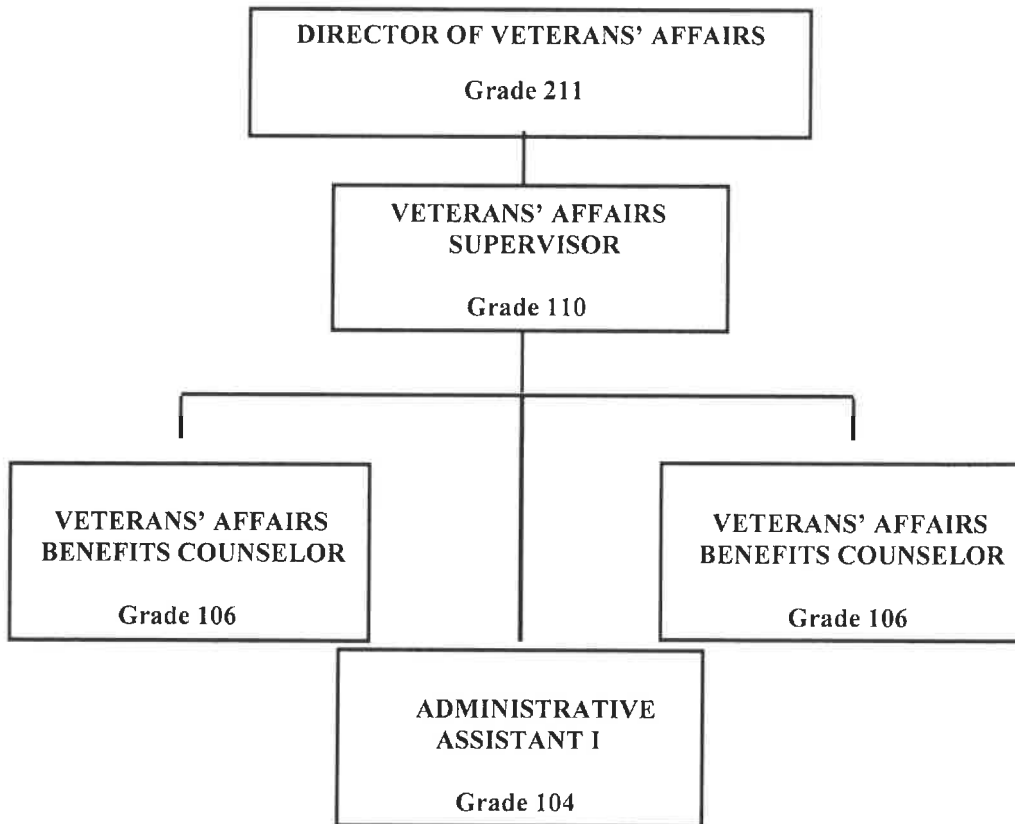 DIRECTOR OF VETERANS’ AFFAIRS
Grade 211
VETERANS’ AFFAIRS
SUPERVISOR
Grade 110
VETERANS’ AFFAIRS
BENEFITS COUNSELOR
Grade 106
VETERANS’ AFFAIRS
BENEFITS COUNSELOR
Grade 106
ADMINISTRATIVE
ASSISTANT I
Grade 104